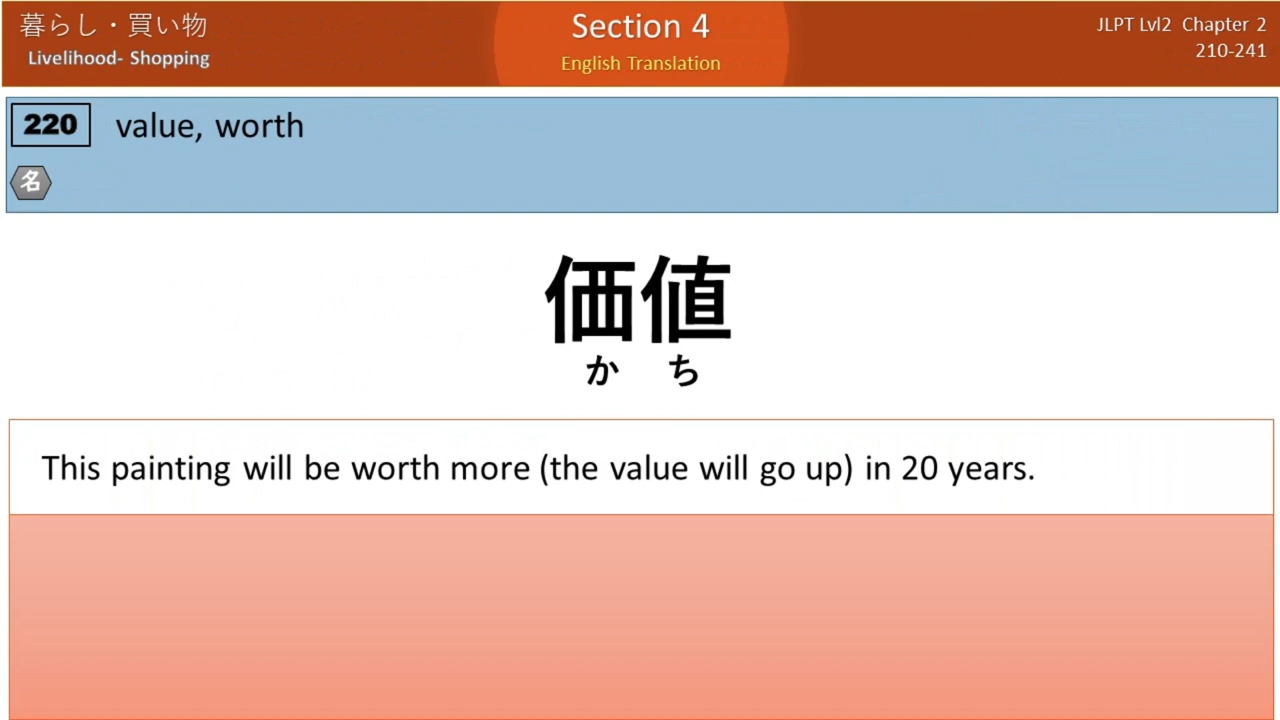 暮らし・買い物
Livelihood- Shopping
Section 4
English Translation
JLPT Lvl2 Chapter 2
210-241
220 value, worth
名
価値
か ち
This painting will be worth more (the value will go up) in 20 years.